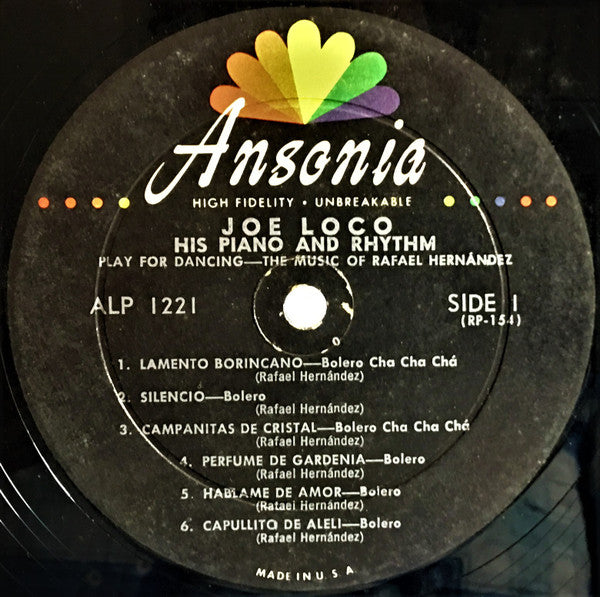 Ansonia
HIGH FIDELITY • UNBREAKABLE
JOE LOCO
HIS PIANO AND RHYTHM
PLAY FOR DANCING—THE MUSIC OF RAFAEL HERNÁNDEZ
ALP 1221
SIDE 1
(RP-154)
1. LAMENTO BORINCANO—Bolero Cha Cha Chá
(Rafael Hernández)
2. SILENCIO—Bolero
(Rafael Hernández)
3. CAMPANITAS DE CRISTAL—Bolero Cha Cha Chá
(Rafael Hernández)
4. PERFUME DE GARDENIA—Bolero
(Rafael Hernández)
5. HABLAME DE AMOR—Bolero
(Rafael Hernández)
6. CAPULLITO DE ALELI—Bolero
(Rafael Hernández)
MADE IN U. S. A